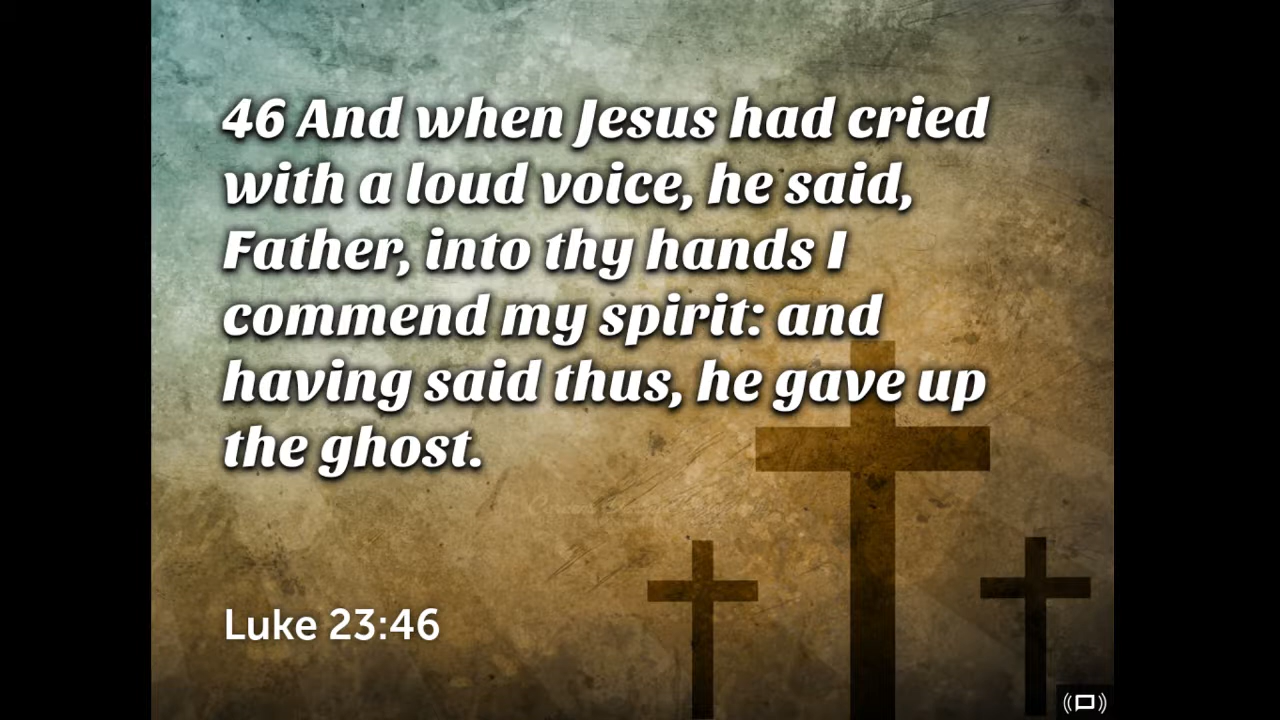 46 And when Jesus had cried
with a loud voice, he said,
Father, into thy hands I
commend my spirit: and
having said thus, he gave up
the ghost.
Luke 23:46